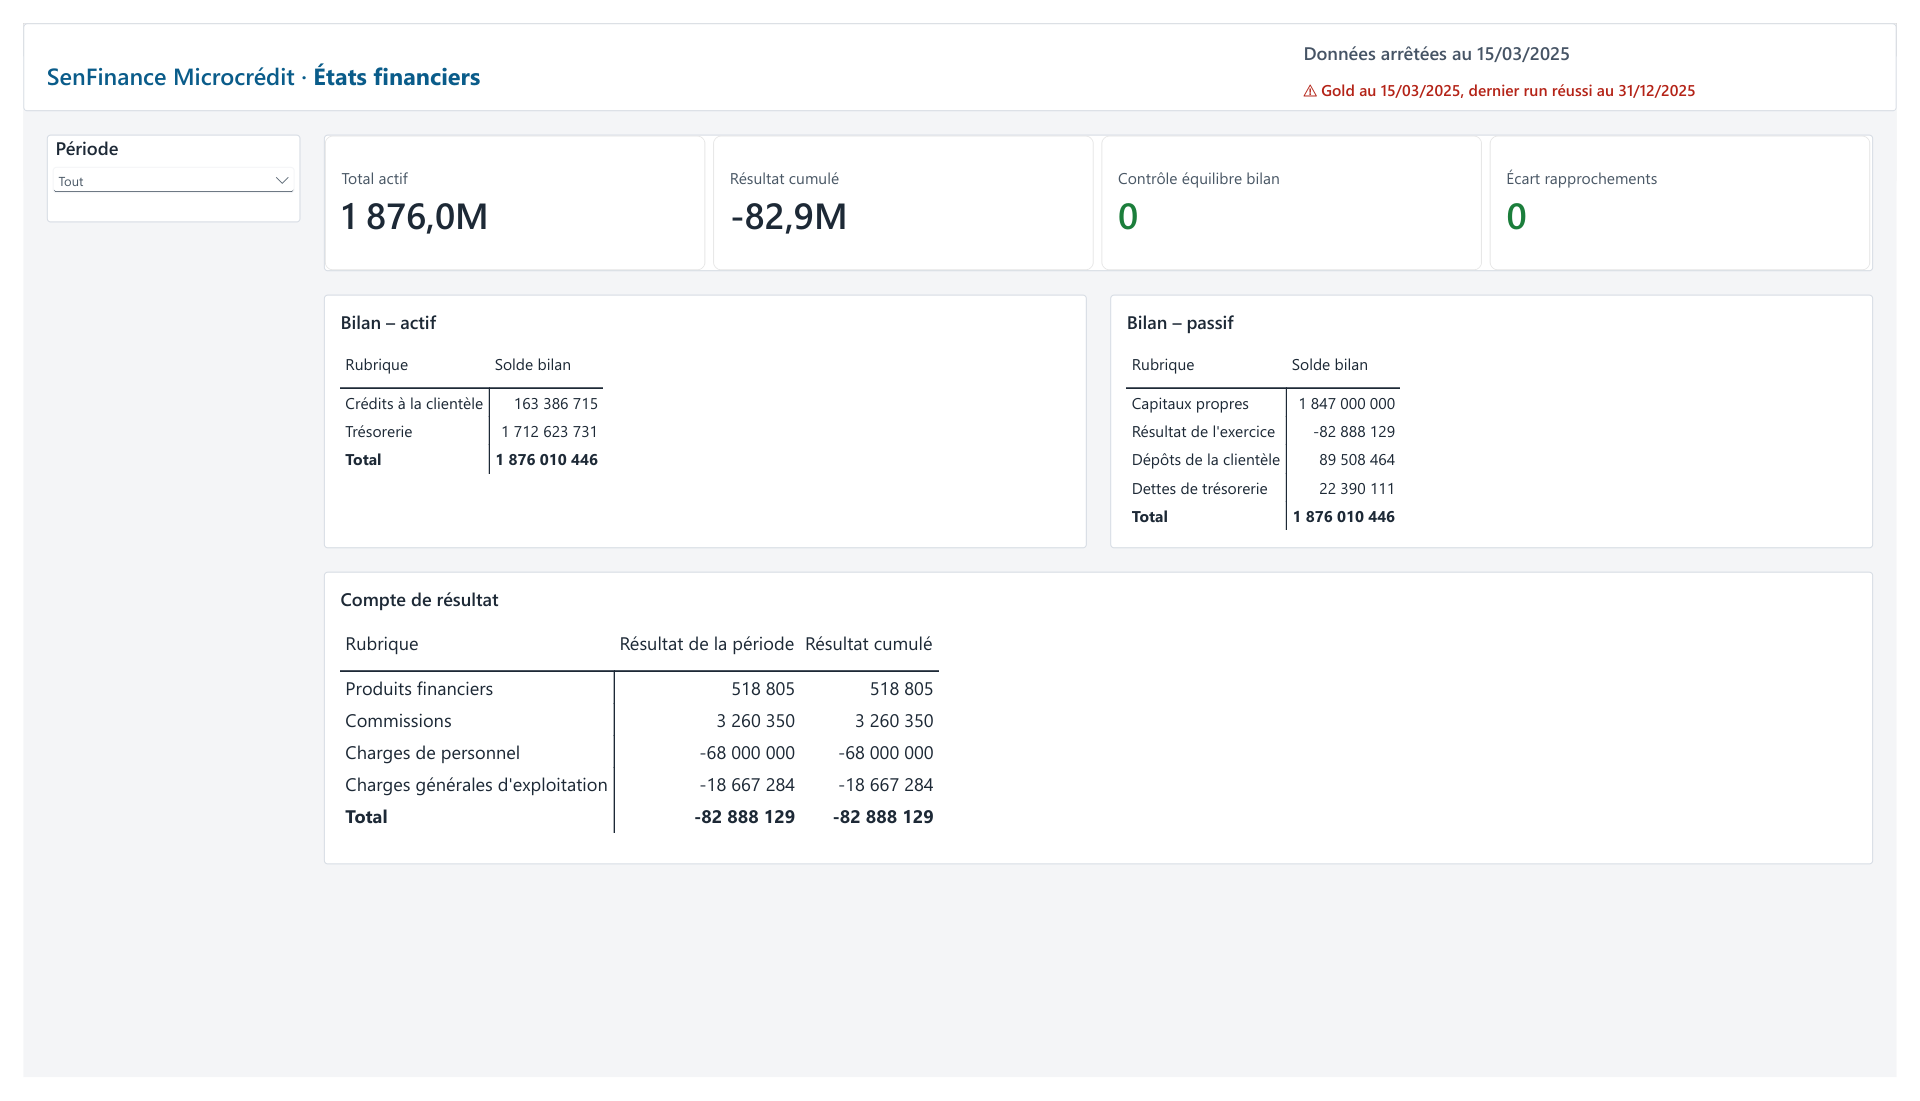 SenFinance Microcrédit · États financiers
Données arrêtées au 15/03/2025
⚠ Gold au 15/03/2025, dernier run réussi au 31/12/2025
Période
Tout
Total actif
1 876,0M
Résultat cumulé
-82,9M
Contrôle équilibre bilan
0
Écart rapprochements
0
Bilan – actif
Rubrique Solde bilan
Crédits à la clientèle 163 386 715
Trésorerie 1 712 623 731
Total 1 876 010 446
Bilan – passif
Rubrique Solde bilan
Capitaux propres 1 847 000 000
Résultat de l'exercice -82 888 129
Dépôts de la clientèle 89 508 464
Dettes de trésorerie 22 390 111
Total 1 876 010 446
Compte de résultat
Rubrique Résultat de la période Résultat cumulé
Produits financiers 518 805 518 805
Commissions 3 260 350 3 260 350
Charges de personnel -68 000 000 -68 000 000
Charges générales d'exploitation -18 667 284 -18 667 284
Total -82 888 129 -82 888 129